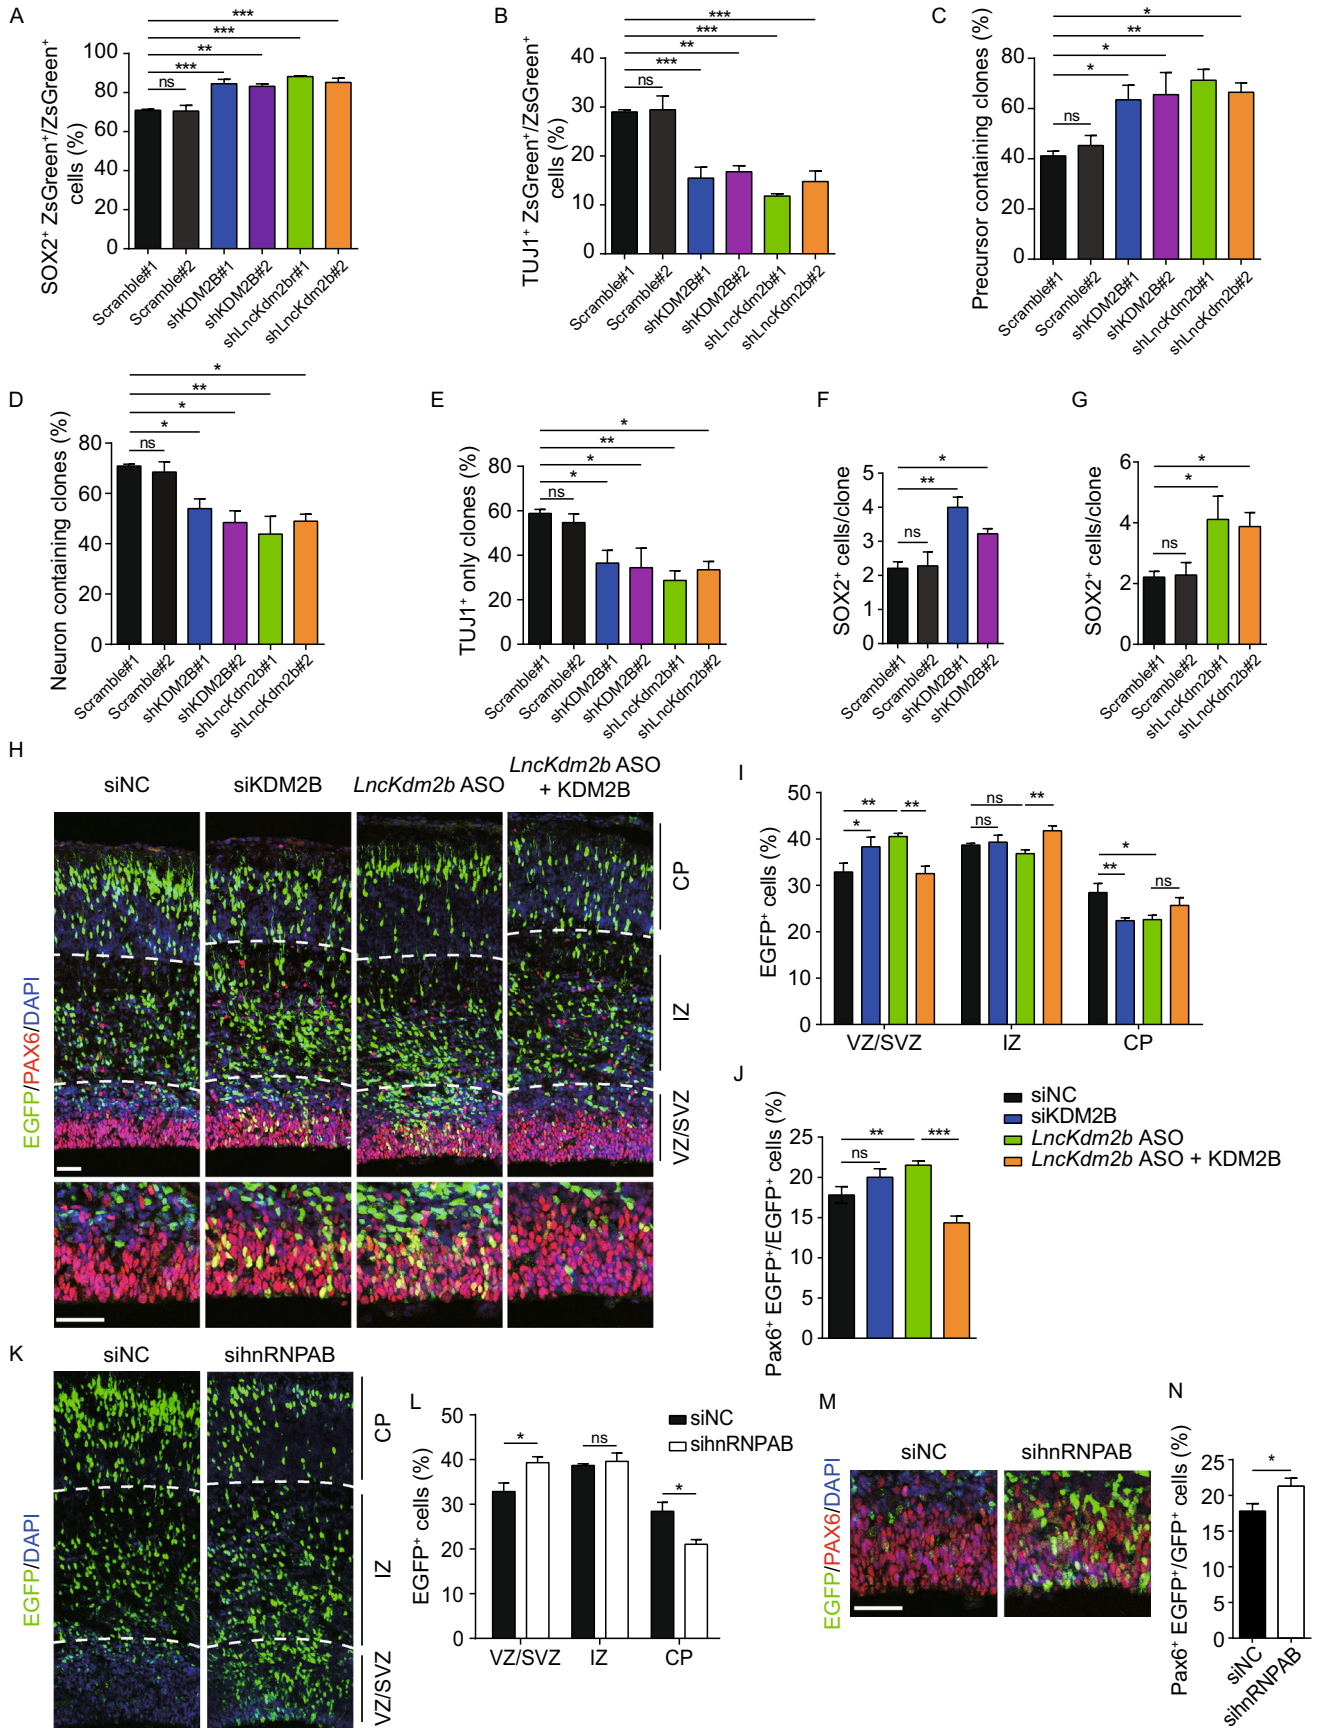 A
SOX2+ ZsGreen+/ZsGreen+
cells (%)
100
80
60
40
20
0
***
***
**
***
ns
Scramble#1
Scramble#2
shKDM2B#1
shKDM2B#2
shLncKdm2br#1
shLncKdm2b#2
B
TUJ1+ ZsGreen+/ZsGreen+
cells (%)
40
30
20
10
0
***
***
**
***
ns
Scramble#1
Scramble#2
shKDM2B#1
shKDM2B#2
shLncKdm2b#1
shLncKdm2b#2
C
Precursor containing clones (%)
80
60
40
20
0
*
**
*
*
ns
Scramble#1
Scramble#2
shKDM2B#1
shKDM2B#2
shLncKdm2b#1
shLncKdm2b#2
D
Neuron containing clones (%)
80
60
40
20
0
*
**
*
*
ns
Scramble#1
Scramble#2
shKDM2B#1
shKDM2B#2
shLncKdm2b#1
shLncKdm2b#2
E
TUJ1+ only clones (%)
80
60
40
20
0
*
**
*
*
ns
Scramble#1
Scramble#2
shKDM2B#1
shKDM2B#2
shLncKdm2b#1
shLncKdm2b#2
F
SOX2+ cells/clone
5
4
3
2
1
0
*
**
ns
Scramble#1
Scramble#2
shKDM2B#1
shKDM2B#2
G
SOX2+ cells/clone
6
4
2
0
*
*
ns
Scramble#1
Scramble#2
shLncKdm2b#1
shLncKdm2b#2
H
siNC
siKDM2B
LncKdm2b ASO
LncKdm2b ASO
+ KDM2B
EGFP/PAX6/DAPI
CP
IZ
VZ/SVZ
I
EGFP+ cells (%)
50
40
30
20
10
0
**
**
*
ns
**
ns
*
**
ns
VZ/SVZ
IZ
CP
J
Pax6+ EGFP+/EGFP+ cells (%)
25
20
15
10
5
0
**
***
ns
siNC
siKDM2B
LncKdm2b ASO
LncKdm2b ASO + KDM2B
K
siNC
sihnRNPAB
EGFP/DAPI
CP
IZ
VZ/SVZ
L
EGFP+ cells (%)
50
40
30
20
10
0
*
ns
*
siNC
sihnRNPAB
VZ/SVZ
IZ
CP
M
siNC
sihnRNPAB
EGFP/PAX6/DAPI
N
Pax6+ EGFP+/GFP+ cells (%)
25
20
15
10
5
0
*
siNC
sihnRNPAB